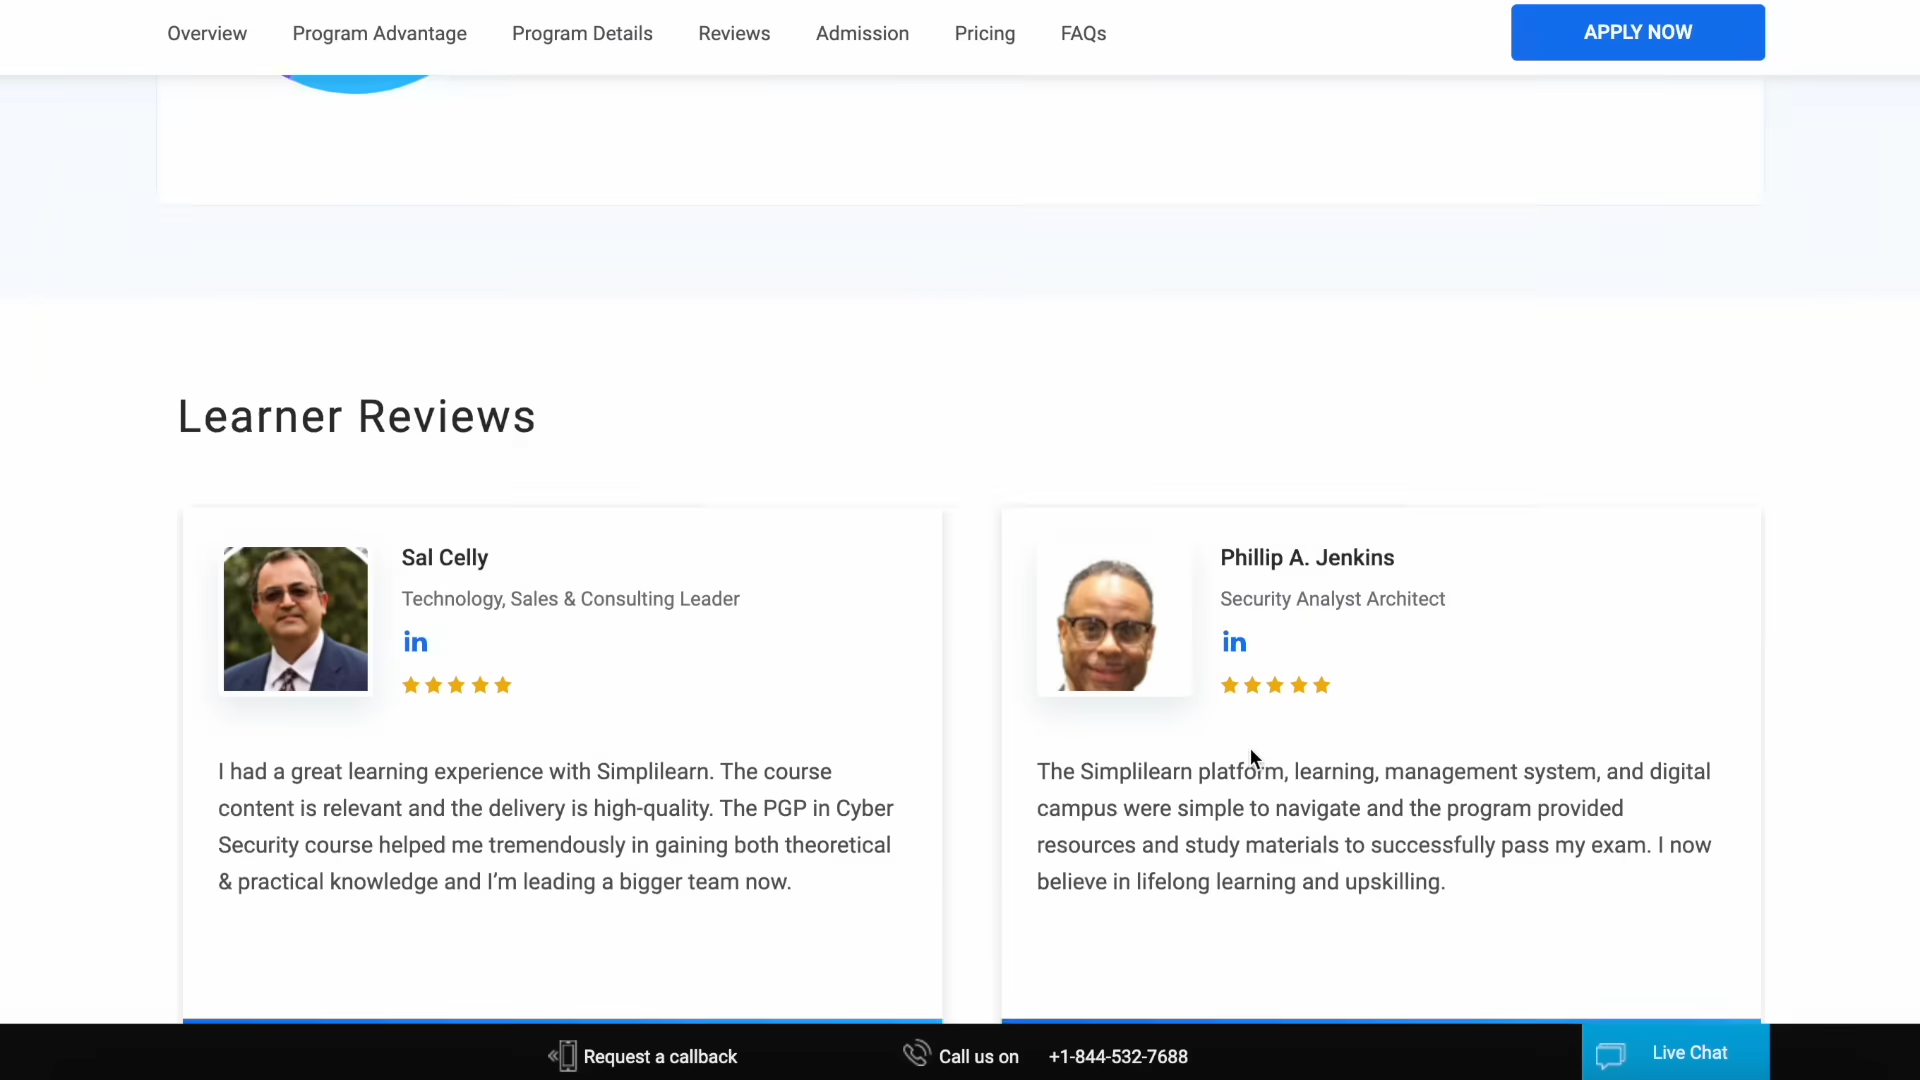 Overview Program Advantage Program Details Reviews Admission Pricing FAQs APPLY NOW
Learner Reviews
Sal Celly
Technology, Sales & Consulting Leader
in
I had a great learning experience with Simplilearn. The course
content is relevant and the delivery is high-quality. The PGP in Cyber
Security course helped me tremendously in gaining both theoretical
& practical knowledge and I’m leading a bigger team now.
Phillip A. Jenkins
Security Analyst Architect
in
The Simplilearn platform, learning, management system, and digital
campus were simple to navigate and the program provided
resources and study materials to successfully pass my exam. I now
believe in lifelong learning and upskilling.
Request a callback Call us on +1-844-532-7688 Live Chat